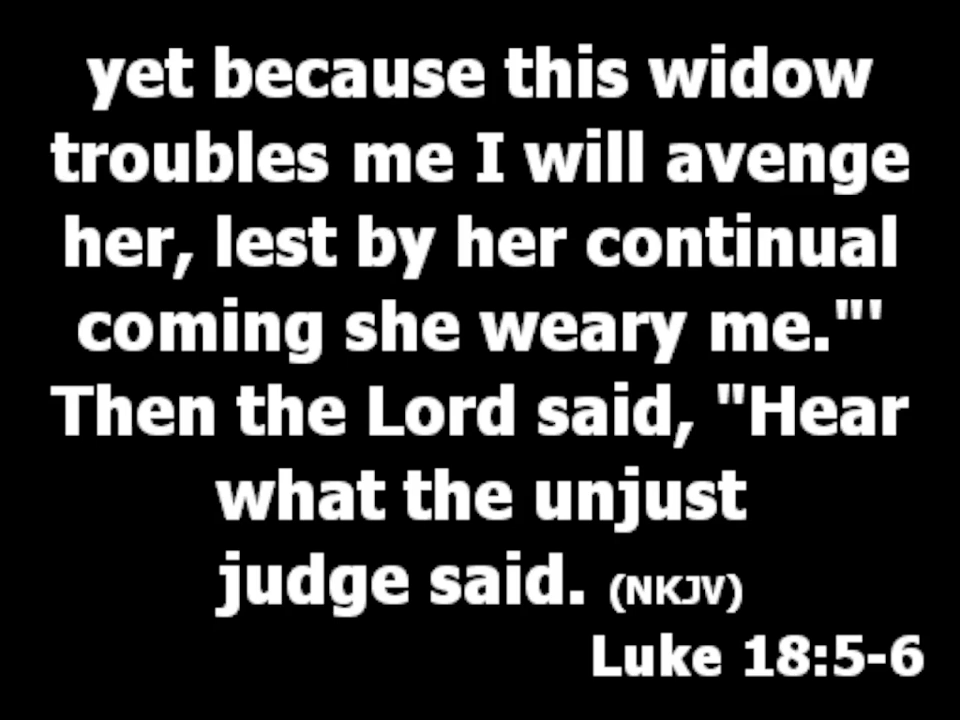 yet because this widow
troubles me I will avenge
her, lest by her continual
coming she weary me."'
Then the Lord said, "Hear
what the unjust
judge said. (NKJV)
Luke 18:5-6